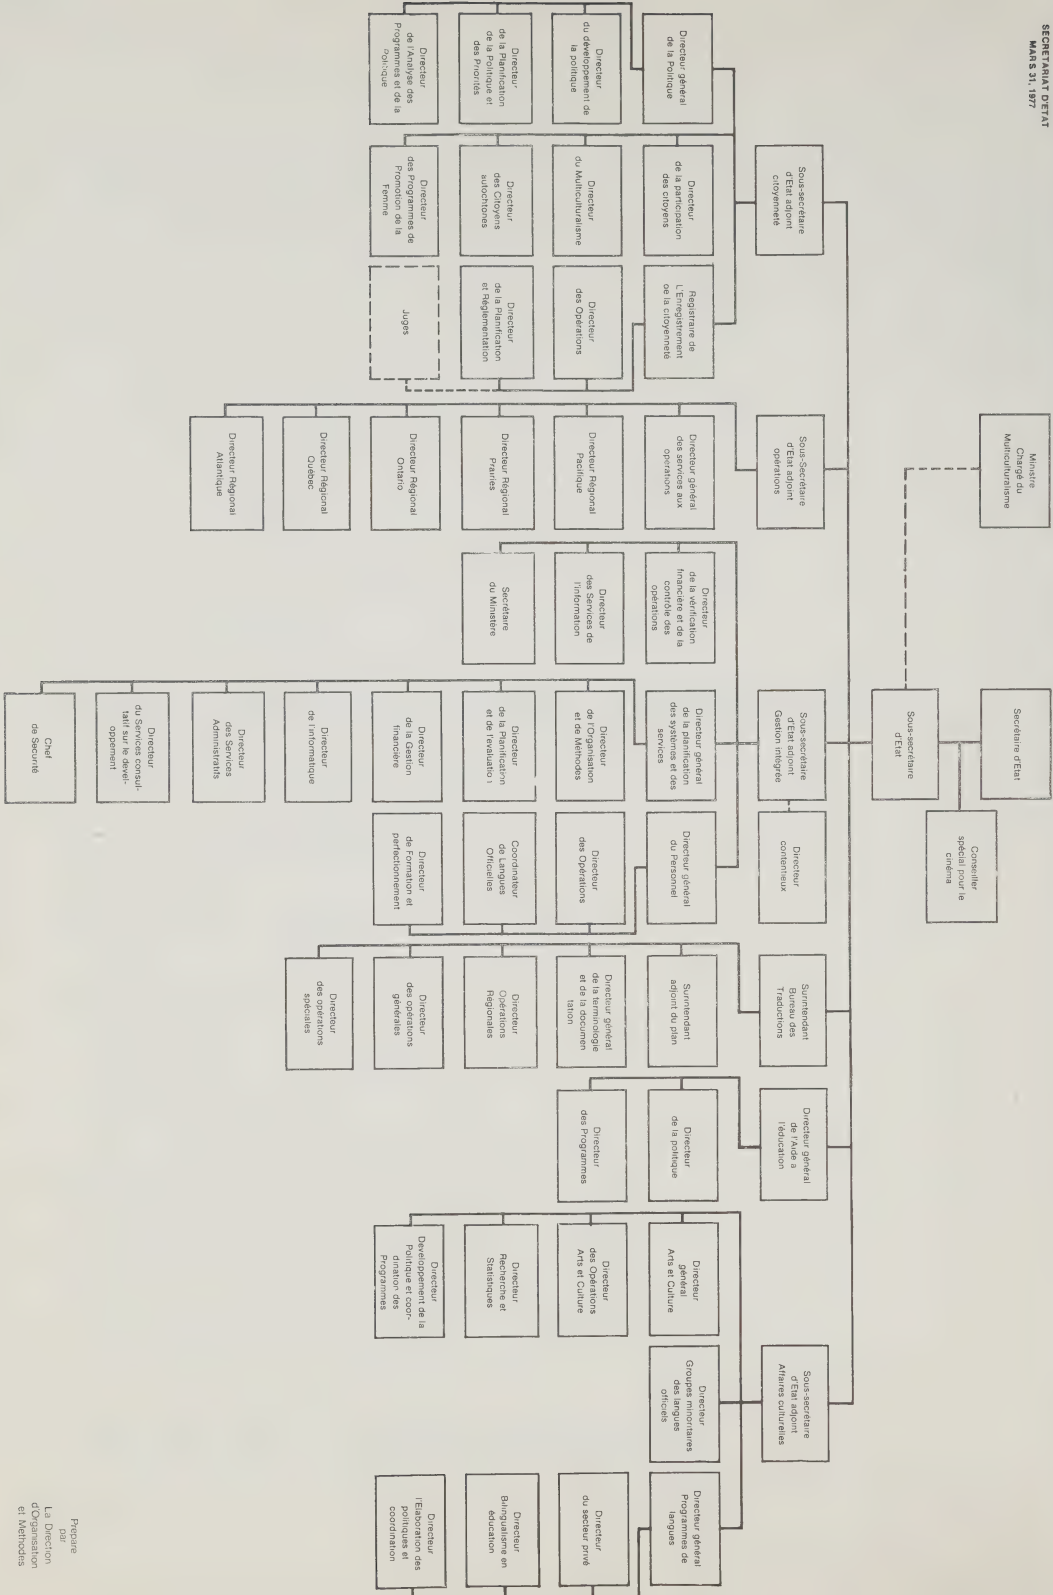 SECRETARIAT D'ETAT
MARS 31, 1977
Ministre
Chargé du
Multiculturalisme
Secrétaire d'Etat
Conseiller
spécial pour le
cinéma
Sous-secrétaire
d'Etat
Sous-secrétaire
d'Etat adjoint
citoyenneté
Sous-Secrétaire
d'Etat adjoint
opérations
Sous-secrétaire
d'Etat adjoint
Gestion intégrée
Directeur
contentieux
Surintendant
Bureau des
Traductions
Directeur général
de l'Aide a
l'éducation
Sous-secrétaire
d'Etat adjoint
Affaires culturelles
Directeur général
de la Politique
Directeur
de la participation
des citoyens
Registraire de
L'Enregistrement
de la citoyenneté
Directeur général
des services aux
opérations
Directeur
de la vérification
financière et de la
contrôle des
opérations
Directeur général
de la planification
des systèmes et des
services
Directeur général
du Personnel
Surintendant
adjoint du plan
Directeur
de la politique
Directeur
général
Arts et Culture
Directeur
Groupes minoritaires
des langues
officiels
Directeur général
Programmes de
langues
Directeur
du développement de
la politique
Directeur
du Multiculturalisme
Directeur
des Opérations
Directeur Régional
Pacifique
Directeur
des Services de
l'information
Directeur
de l'Organisation
et de Méthodes
Directeur
des Opérations
Directeur général
de la terminologie
et de la documen
tation
Directeur
des Programmes
Directeur
des Opérations
Arts et Culture
Directeur
du secteur privé
Directeur
de la Planification
de la Politique et
des Priorités
Directeur
des Citoyens
autochtones
Directeur
de la Planification
et Réglementation
Directeur Régional
Prairies
Secrétaire
du Ministère
Directeur
de la Planification
et de l'évaluation
Coordinateur
de Langues
Officielles
Directeur
Opérations
Régionales
Directeur
Recherche et
Statistiques
Directeur
Bilingualisme en
éducation
Directeur
de l'Analyse des
Programmes et de la
Politique
Directeur
des Programmes de
Promotion de la
Femme
Juges
Directeur Régional
Ontario
Directeur
de la Gestion
financière
Directeur
de Formation et
perfectionnement
Directeur
des opérations
générales
Directeur
Developpement de la
Politique et coor-
dination des
Programmes
Directeur
l'Elaboration des
politiques et
coordination
Directeur Régional
Québec
Directeur
de l'informatique
Directeur
des opérations
spéciales
Directeur Régional
Atlantique
Directeur
des Services
Administratifs
Directeur
du Services consul-
tatif sur le dével-
oppement
Chef
de Sécurité
Prepare
par
La Direction
d'Organisation
et Methodes